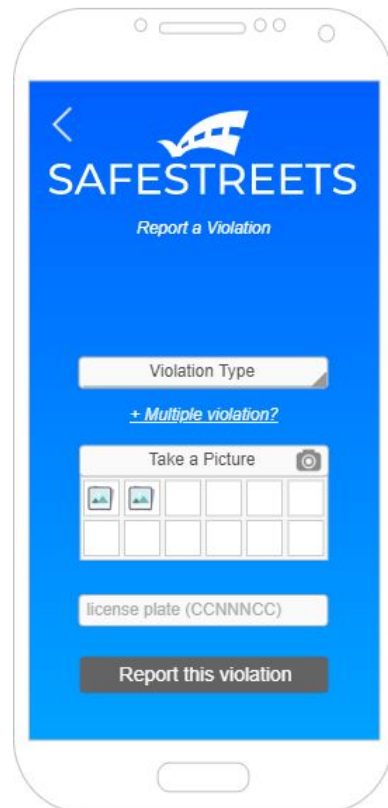 SAFESTREETS
Report a Violation
Violation Type
+ Multiple violation?
Take a Picture
license plate (CCNNNCC)
Report this violation